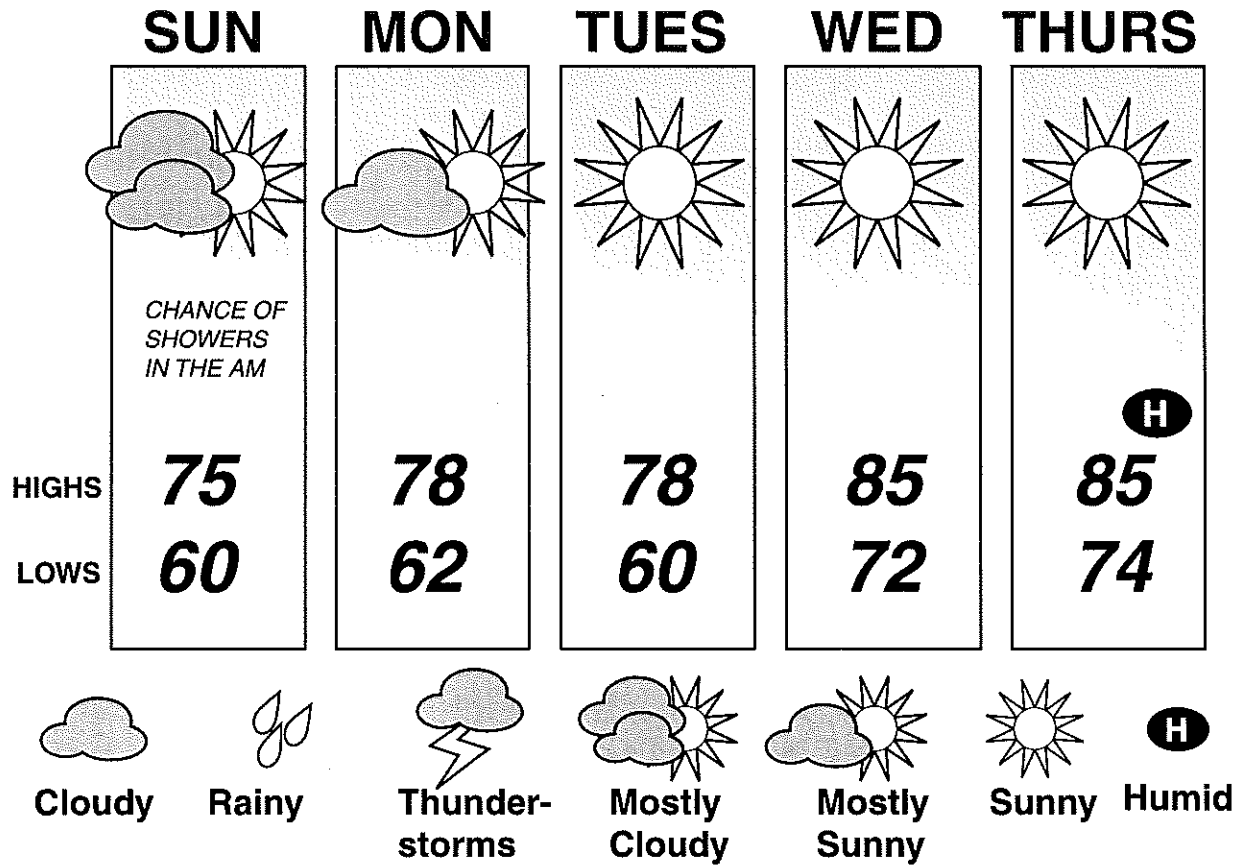 SUN MON TUES WED THURS
CHANCE OF
SHOWERS
IN THE AM
H
HIGHS 75 78 78 85 85
LOWS 60 62 60 72 74
H
Cloudy Rainy Thunder-
storms Mostly
Cloudy Mostly
Sunny Sunny Humid